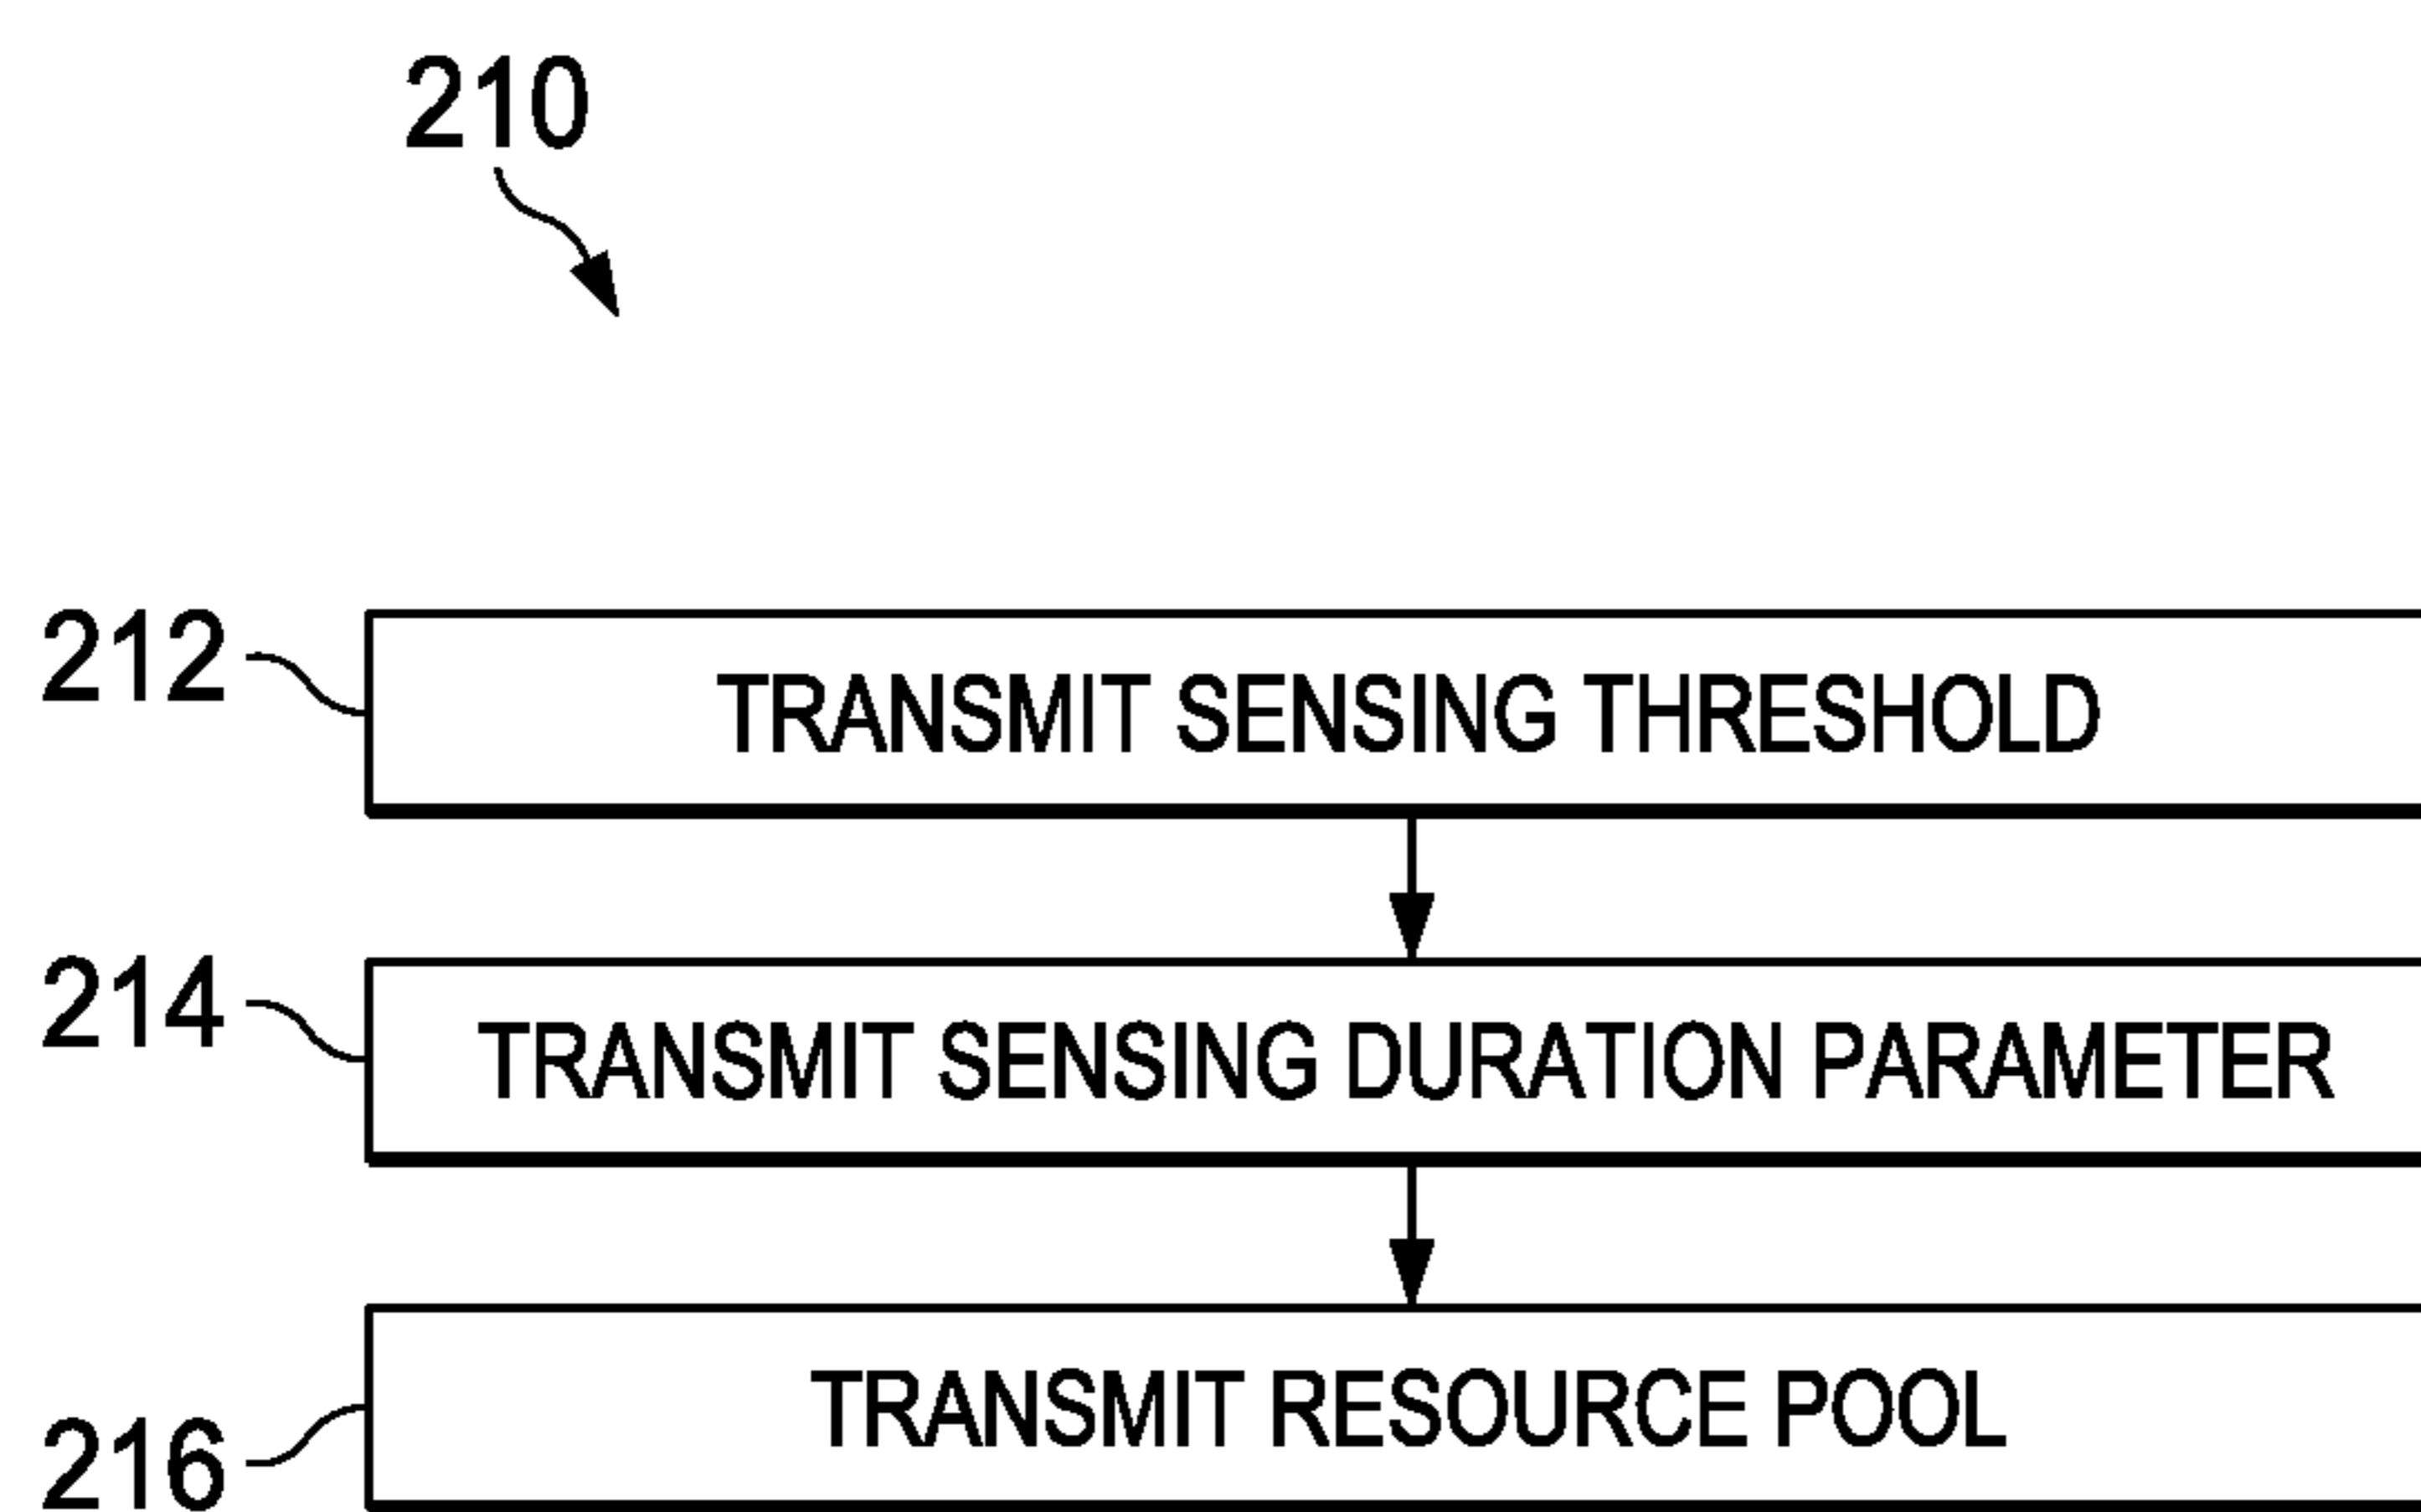 210
212
TRANSMIT SENSING THRESHOLD
214
TRANSMIT SENSING DURATION PARAMETER
TRANSMIT RESOURCE POOL
216